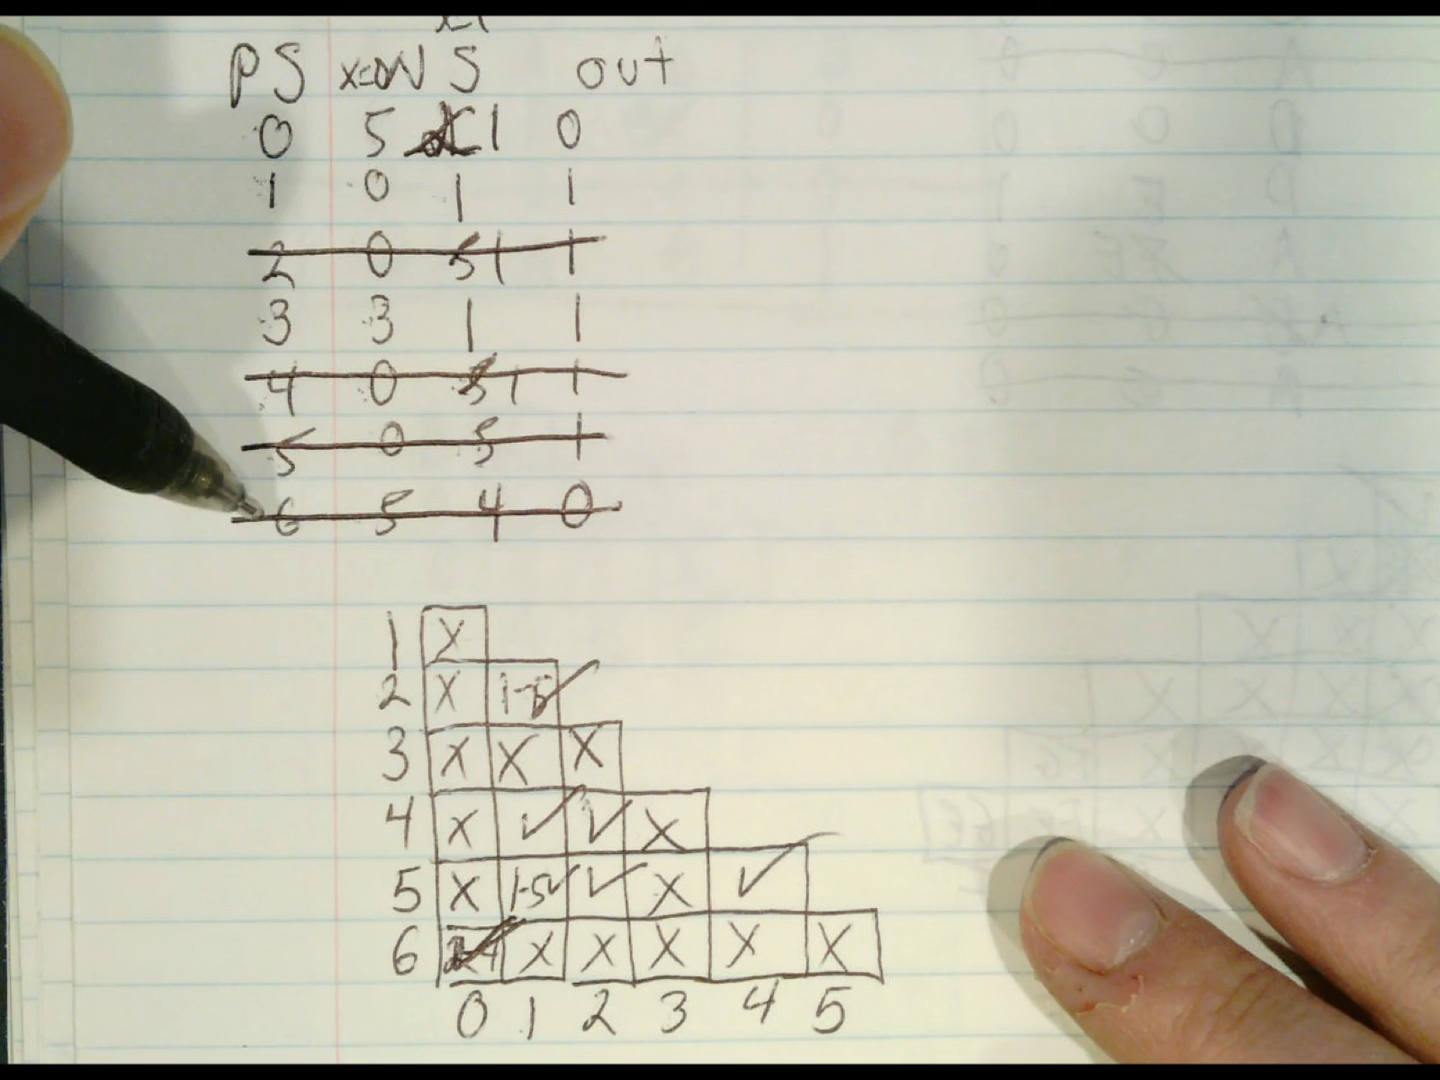 PS x=0 NS out
0 5 1 0
1 0 1 1
2 0 5 1 1
3 3 1 1
4 0 5 1 1
5 0 5 1
6 5 4 0
1 X
2 X 1-5 ✓
3 X X X
4 X ✓ ✓ X
5 X 1-5 ✓ ✓ X ✓
6 ✓ X X X X X
0 1 2 3 4 5